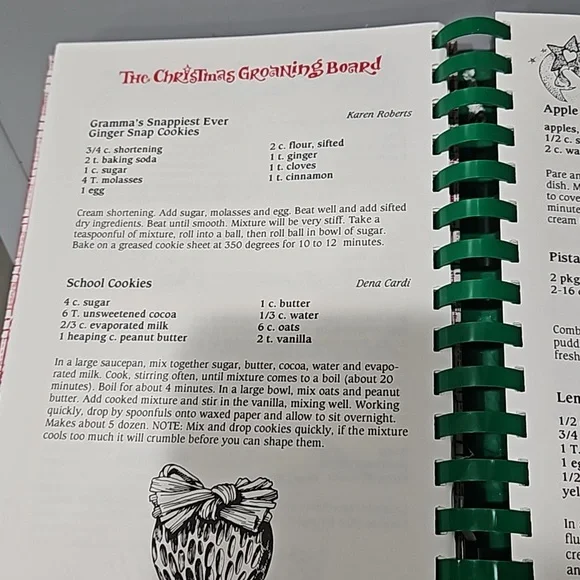 The Christmas Groaning Board
Gramma's Snappiest Ever
Ginger Snap Cookies
Karen Roberts
3/4 c. shortening
2 t. baking soda
1 c. sugar
4 T. molasses
1 egg
2 c. flour, sifted
1 t. ginger
1 t. cloves
1 t. cinnamon
Cream shortening. Add sugar, molasses and egg. Beat well and add sifted
dry ingredients. Beat until smooth. Mixture will be very stiff. Take a
teaspoonful of mixture, roll into a ball, then roll ball in bowl of sugar.
Bake on a greased cookie sheet at 350 degrees for 10 to 12 minutes.
School Cookies
Dena Cardi
4 c. sugar
6 T. unsweetened cocoa
2/3 c. evaporated milk
1 heaping c. peanut butter
1 c. butter
1/3 c. water
6 c. oats
2 t. vanilla
In a large saucepan, mix together sugar, butter, cocoa, water and evapo-
rated milk. Cook, stirring often, until mixture comes to a boil (about 20
minutes). Boil for about 4 minutes. In a large bowl, mix oats and peanut
butter. Add cooked mixture and stir in the vanilla, mixing well. Working
quickly, drop by spoonfuls onto waxed paper and allow to sit overnight.
Makes about 5 dozen. NOTE: Mix and drop cookies quickly, if the mixture
cools too much it will crumble before you can shape them.
Apple
apples,
1/2 c. s
2 c. wa
Pare an
dish. M
to cove
minute
cream
Pista
2 pkg
2-16
Comb
pudd
fresh
Len
1/2
3/4
1 T.
1 eg
1/2
yel
In
flu
cre
an